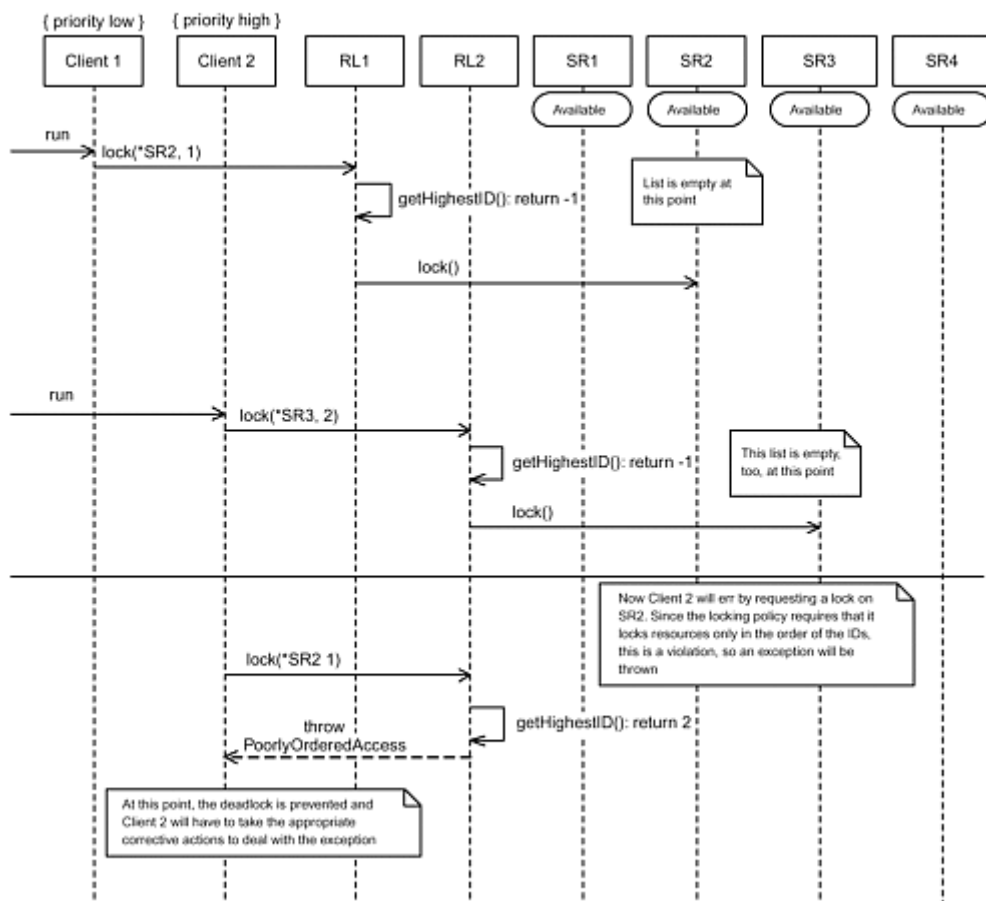 { priority low }
{ priority high }
Client 1
Client 2
RL1
RL2
SR1
SR2
SR3
SR4
Available
Available
Available
Available
run
lock(*SR2, 1)
getHighestID(): return -1
List is empty at
this point
lock()
run
lock(*SR3, 2)
getHighestID(): return -1
This list is empty,
too, at this point
lock()
Now Client 2 will err by requesting a lock on
SR2. Since the locking policy requires that it
locks resources only in the order of the IDs,
this is a violation, so an exception will be
thrown
lock(*SR2 1)
getHighestID(): return 2
throw
PoorlyOrderedAccess
At this point, the deadlock is prevented and
Client 2 will have to take the appropriate
corrective actions to deal with the exception